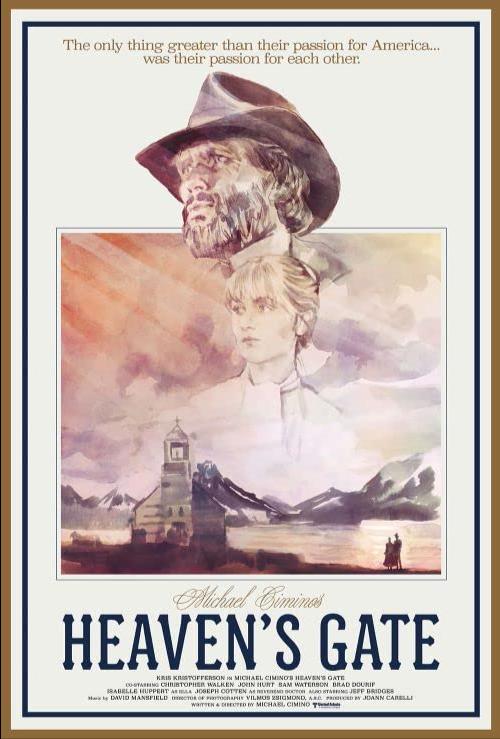 The only thing greater than their passion for America...
was their passion for each other.
Michael Cimino's
HEAVEN'S GATE
KRIS KRISTOFFERSON IN MICHAEL CIMINO'S HEAVEN'S GATE
CO-STARRING CHRISTOPHER WALKEN JOHN HURT SAM WATERSON BRAD DOURIF
ISABELLE HUPPERT AS ELLA JOSEPH COTTEN AS REVEREND DOCTOR ALSO STARRING JEFF BRIDGES
Music by DAVID MANSFIELD DIRECTOR OF PHOTOGRAPHY VILMOS ZSIGMOND, A.S.C. PRODUCED BY JOANN CARELLI
WRITTEN & DIRECTED BY MICHAEL CIMINO United Artists